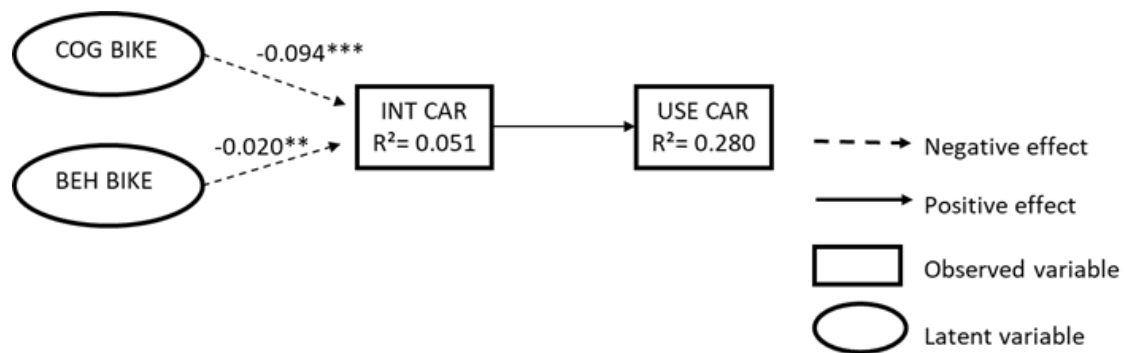 COG BIKE
-0.094***
INT CAR
R²= 0.051
USE CAR
R²= 0.280
-0.020**
BEH BIKE
Negative effect
Positive effect
Observed variable
Latent variable